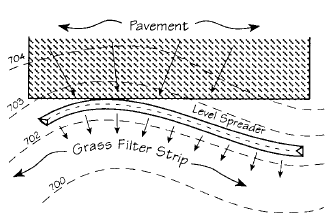 Pavement
704
703
Level Spreader
702
Grass Filter Strip
700